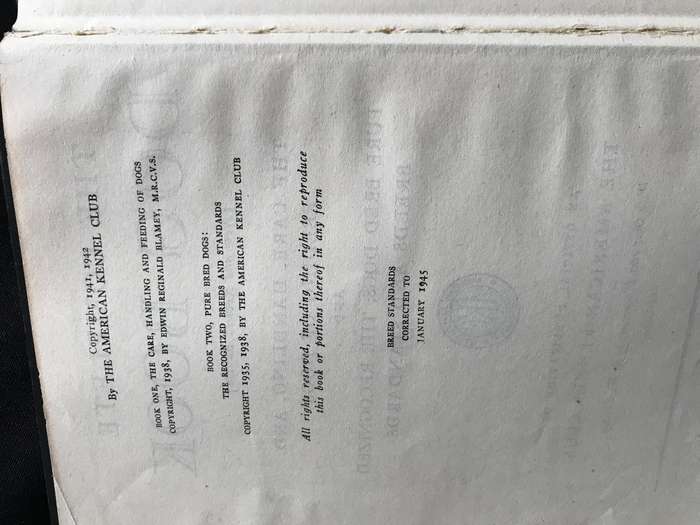 Copyright, 1941, 1942
By THE AMERICAN KENNEL CLUB
BOOK ONE, THE CARE, HANDLING AND FEEDING OF DOGS
COPYRIGHT, 1938, BY EDWIN REGINALD BLAMEY, M.R.C.V.S.
BOOK TWO, PURE BRED DOGS:
THE RECOGNIZED BREEDS AND STANDARDS
COPYRIGHT 1935, 1938, BY THE AMERICAN KENNEL CLUB
All rights reserved, including the right to reproduce
this book or portions thereof in any form
BREED STANDARDS
CORRECTED TO
JANUARY 1945